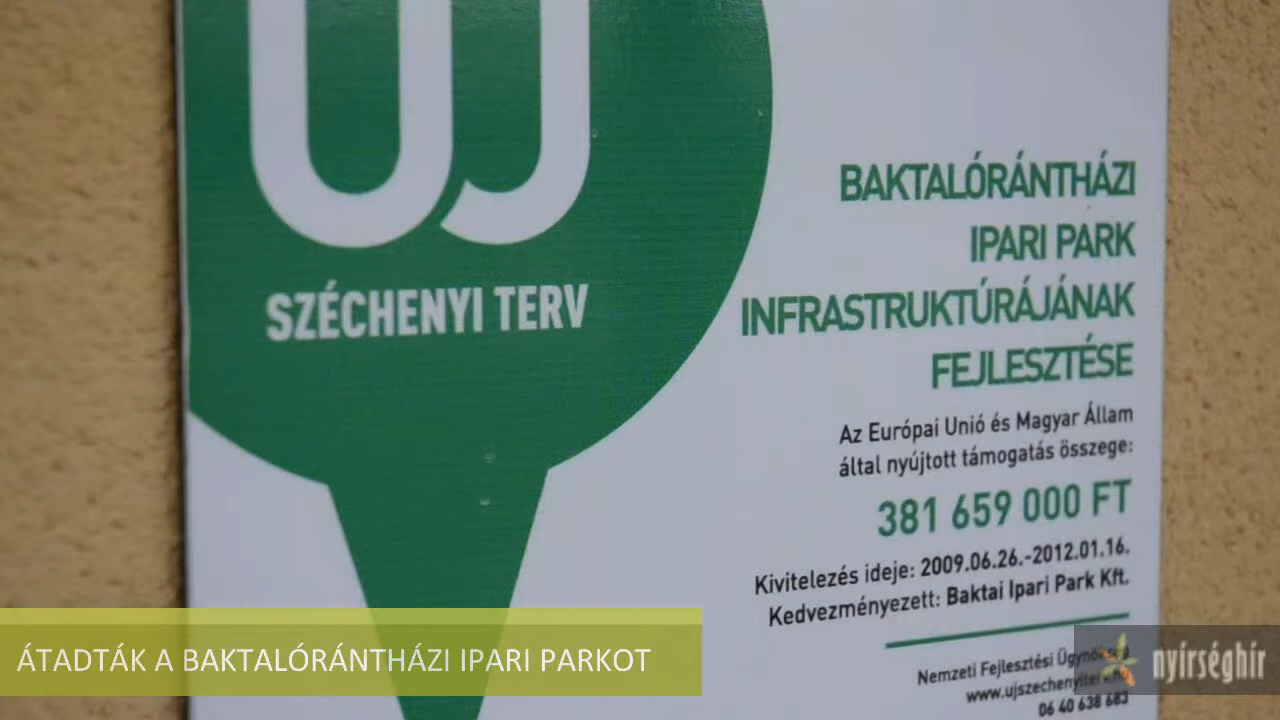 ÚJ
SZÉCHENYI TERV
BAKTALÓRÁNTHÁZI
IPARI PARK
INFRASTRUKTÚRÁJÁNAK
FEJLESZTÉSE
Az Európai Unió és Magyar Állam
által nyújtott támogatás összege:
381 659 000 FT
Kivitelezés ideje: 2009.06.26.-2012.01.16.
Kedvezményezett: Baktai Ipari Park Kft.
Nemzeti Fejlesztési
06 40 638 683
ÁTADTÁK A BAKTALÓRÁNTHÁZI IPARI PARKOT
nyírséghír